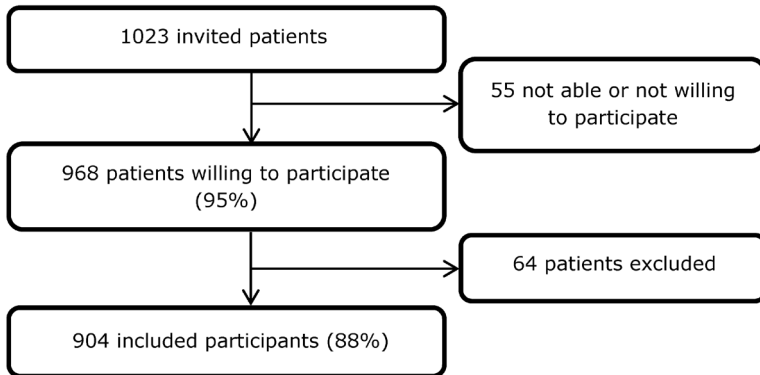 1023 invited patients
55 not able or not willing
to participate
968 patients willing to participate
(95%)
64 patients excluded
904 included participants (88%)